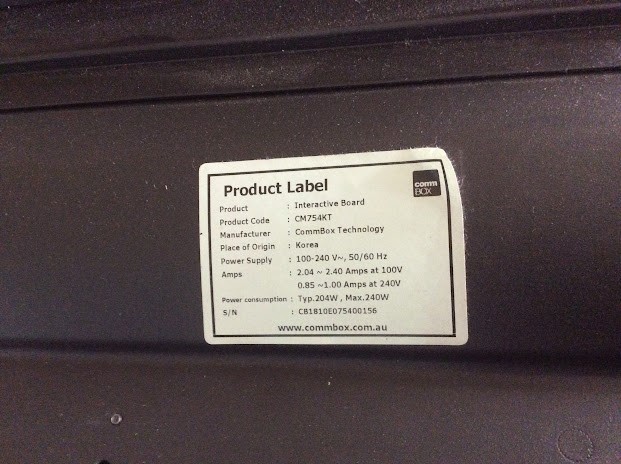 Product Label
comm
BOX
Product : Interactive Board
Product Code : CM754KT
Manufacturer : CommBox Technology
Place of Origin : Korea
Power Supply : 100-240 V~, 50/60 Hz
Amps : 2.04 ~ 2.40 Amps at 100V
0.85 ~1.00 Amps at 240V
Power consumption : Typ.204W , Max.240W
S/N : CB1810E075400156
www.commbox.com.au